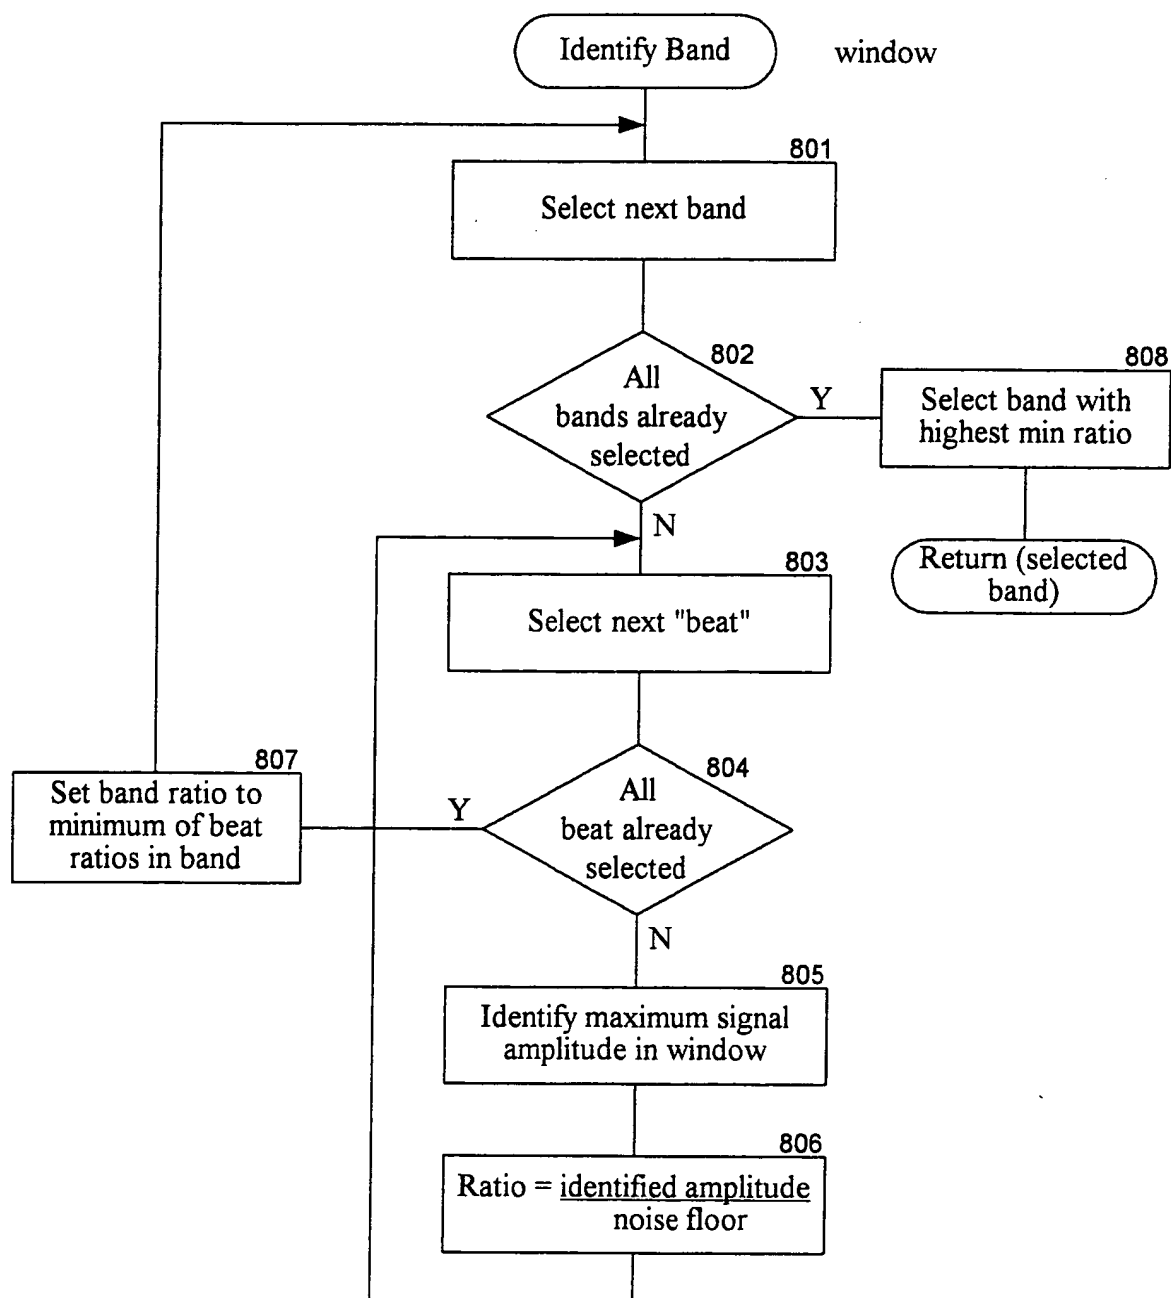 Identify Band
window
801
Select next band
802
All
bands already
selected
Y
808
Select band with
highest min ratio
N
Return (selected
band)
803
Select next "beat"
807
Set band ratio to
minimum of beat
ratios in band
Y
804
All
beat already
selected
N
805
Identify maximum signal
amplitude in window
806
Ratio = identified amplitude
noise floor